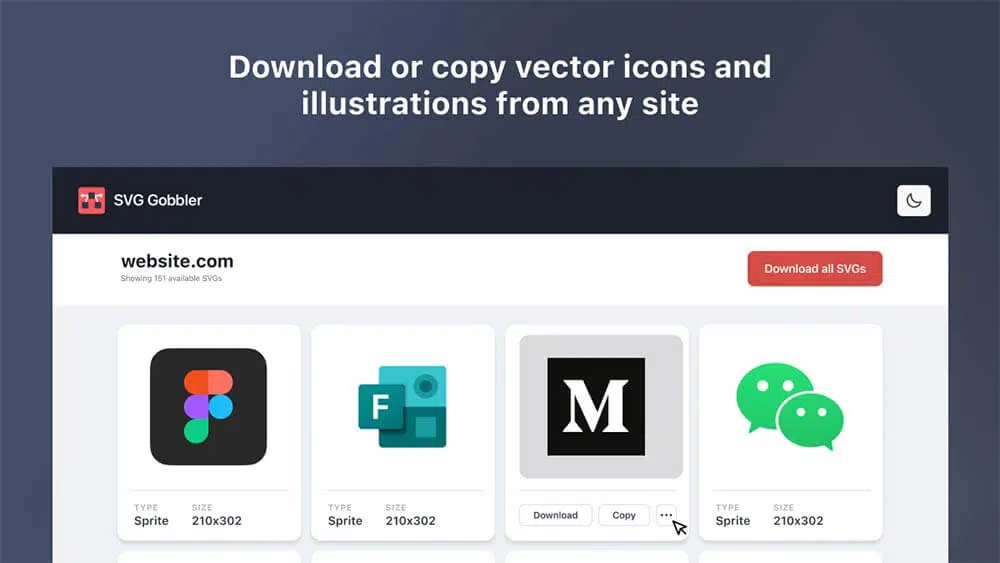 Download or copy vector icons and
illustrations from any site
SVG Gobbler
website.com
Showing 151 available SVGs
Download all SVGs
F
M
TYPE SIZE
Sprite 210x302
TYPE SIZE
Sprite 210x302
Download Copy ...
TYPE SIZE
Sprite 210x302